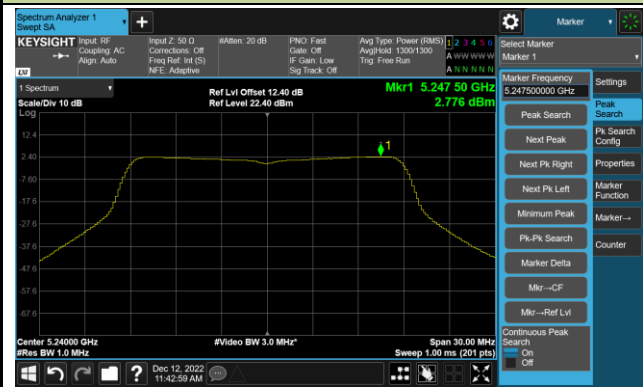 Spectrum Analyzer 1
Swept SA
+
Marker
KEYSIGHT
Input: RF
Coupling: AC
Align: Auto
Input Z: 50 Ω
Corrections: Off
Freq Ref: Int (S)
NFE: Adaptive
#Atten: 20 dB
PNO: Fast
Gate: Off
IF Gain: Low
Sig Track: Off
Avg Type: Power (RMS)
Avg|Hold: 1300/1300
Trig: Free Run
1 2 3 4 5 6
A W W W W W
A N N N N N
LXI
Select Marker
Marker 1
1 Spectrum
Scale/Div 10 dB
Log
Ref Lvl Offset 12.40 dB
Ref Level 22.40 dBm
Mkr1 5.247 50 GHz
2.776 dBm
12.4
2.40
-7.60
-17.6
-27.6
-37.6
-47.6
-57.6
-67.6
1
Center 5.24000 GHz
#Res BW 1.0 MHz
#Video BW 3.0 MHz*
Span 30.00 MHz
Sweep 1.00 ms (201 pts)
Marker Frequency
5.247500000 GHz
Peak Search
Next Peak
Next Pk Right
Next Pk Left
Minimum Peak
Pk-Pk Search
Marker Delta
Mkr→CF
Mkr→Ref Lvl
Continuous Peak
Search
On
Off
Settings
Peak
Search
Pk Search
Config
Properties
Marker
Function
Marker→
Counter
?
Dec 12, 2022
11:42:59 AM